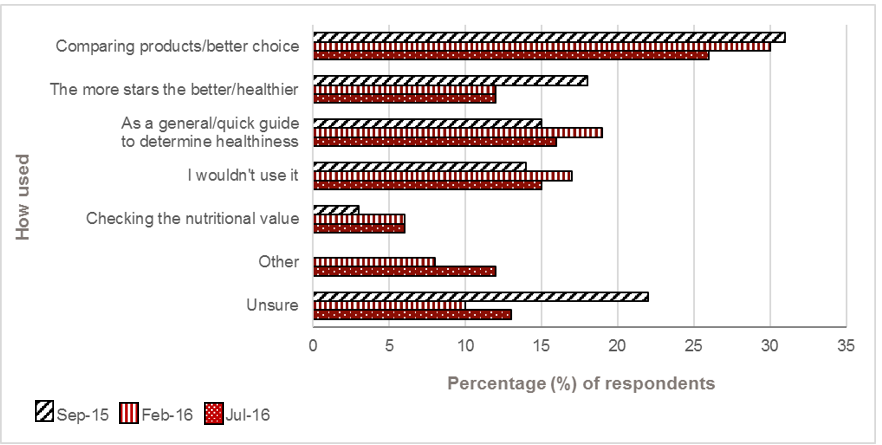 Comparing products/better choice
The more stars the better/healthier
As a general/quick guide
to determine healthiness
I wouldn't use it
Checking the nutritional value
Other
Unsure
How used
0 5 10 15 20 25 30 35
Percentage (%) of respondents
Sep-15 Feb-16 Jul-16